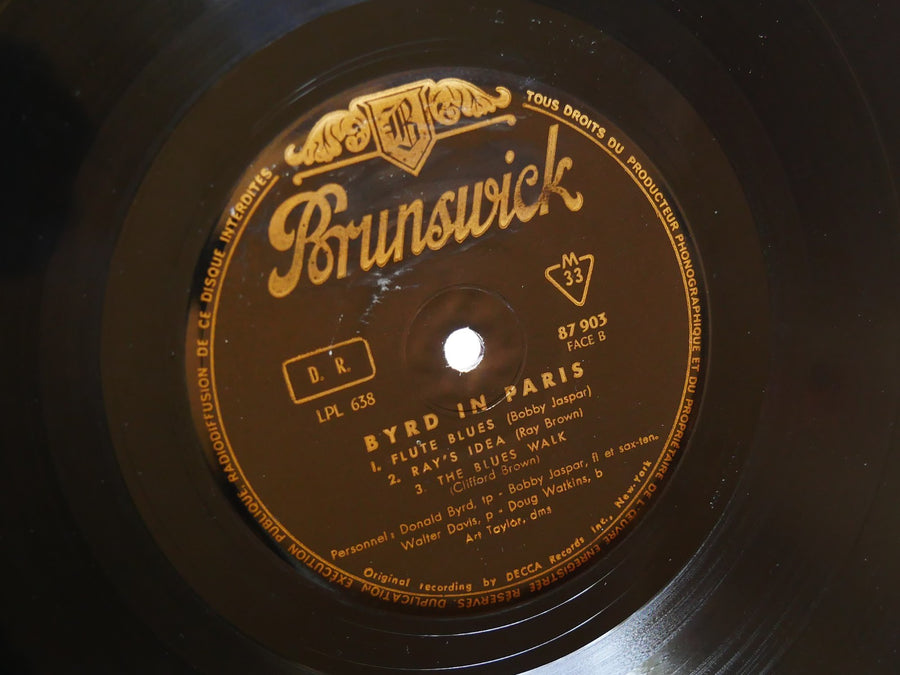 B
Brunswick
TOUS DROITS DU PRODUCTEUR PHONOGRAPHIQUE ET DU PROPRIÉTAIRE DE L'ŒUVRE ENREGISTRÉE RÉSERVÉS. DUPLICATION EXÉCUTION PUBLIQUE, RADIODIFFUSION DE CE DISQUE INTERDITES
M
33
87 903
FACE B
D. R.
LPL 638
BYRD IN PARIS
1. FLUTE BLUES (Bobby Jaspar)
2. RAY'S IDEA (Ray Brown)
3. THE BLUES WALK
(Clifford Brown)
Personnel: Donald Byrd, tp - Bobby Jaspar, fl et sax-ten.
Walter Davis, p - Doug Watkins, b
Art Taylor, dms
Original recording by DECCA Records Inc., New-York